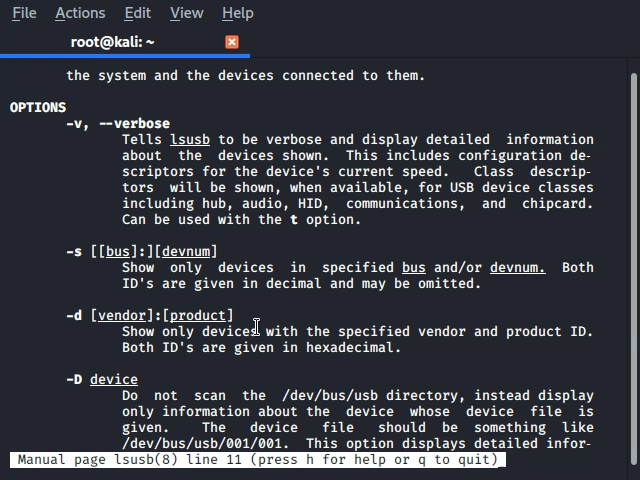 File Actions Edit View Help
root@kali: ~
the system and the devices connected to them.
OPTIONS
-v, --verbose
Tells lsusb to be verbose and display detailed information
about the devices shown. This includes configuration de-
scriptors for the device's current speed. Class descrip-
tors will be shown, when available, for USB device classes
including hub, audio, HID, communications, and chipcard.
Can be used with the t option.
-s [[bus]:][devnum]
Show only devices in specified bus and/or devnum. Both
ID's are given in decimal and may be omitted.
-d [vendor]:[product]
Show only devices with the specified vendor and product ID.
Both ID's are given in hexadecimal.
-D device
Do not scan the /dev/bus/usb directory, instead display
only information about the device whose device file is
given. The device file should be something like
/dev/bus/usb/001/001. This option displays detailed infor-
Manual page lsusb(8) line 11 (press h for help or q to quit)